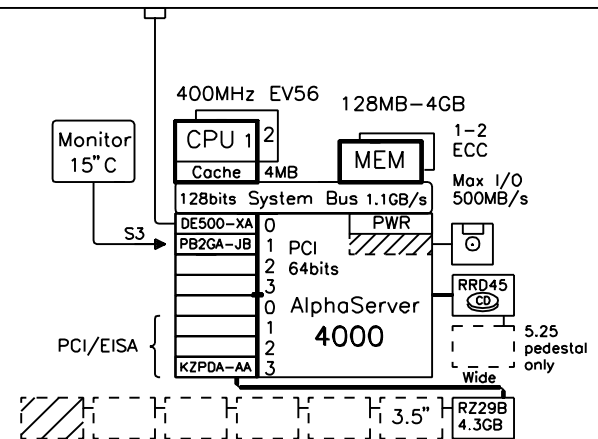 400MHz EV56
128MB-4GB
Monitor
15"C
CPU 1 2
Cache 4MB
MEM
1-2
ECC
Max I/O
500MB/s
128bits System Bus 1.1GB/s
DE500-XA 0
PWR
S3
PB2GA-JB 1
PCI
64bits
2
3
0
1
2
3
AlphaServer
4000
RRD45
CD
PCI/EISA
5.25
pedestal
only
KZPDA-AA
Wide
3.5"
RZ29B
4.3GB